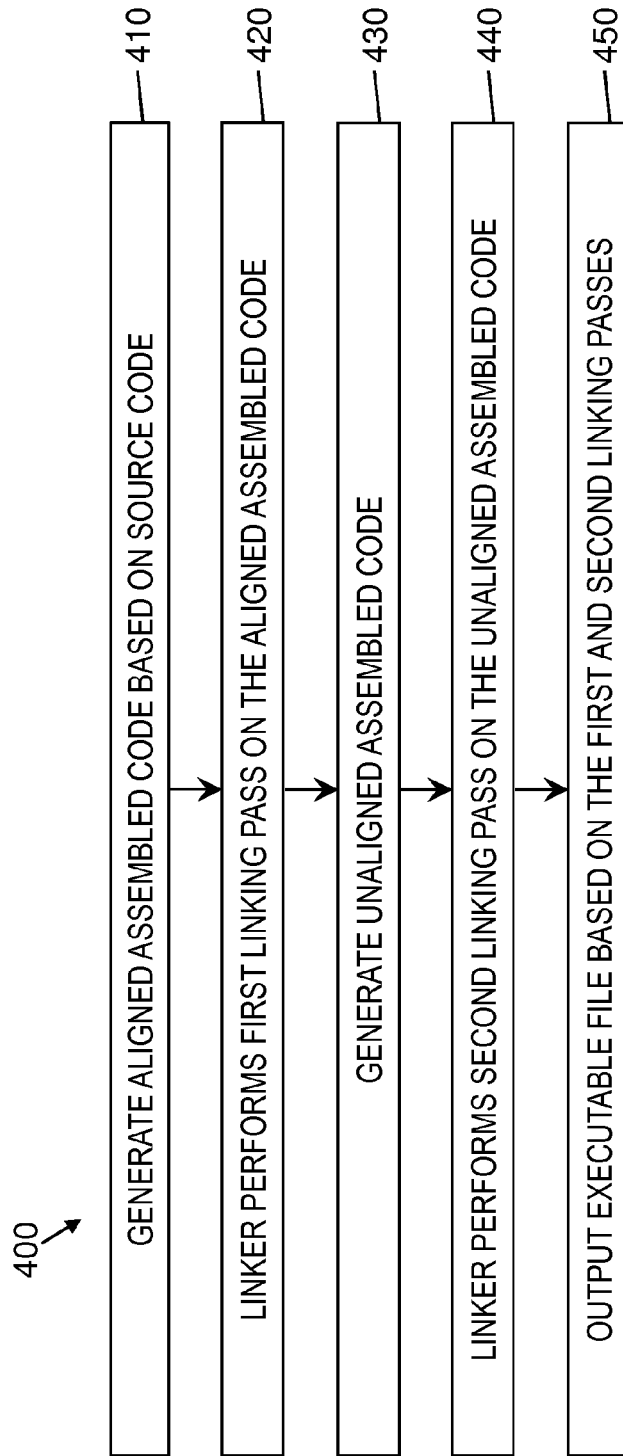 400
GENERATE ALIGNED ASSEMBLED CODE BASED ON SOURCE CODE
410
LINKER PERFORMS FIRST LINKING PASS ON THE ALIGNED ASSEMBLED CODE
420
GENERATE UNALIGNED ASSEMBLED CODE
430
LINKER PERFORMS SECOND LINKING PASS ON THE UNALIGNED ASSEMBLED CODE
440
OUTPUT EXECUTABLE FILE BASED ON THE FIRST AND SECOND LINKING PASSES
450